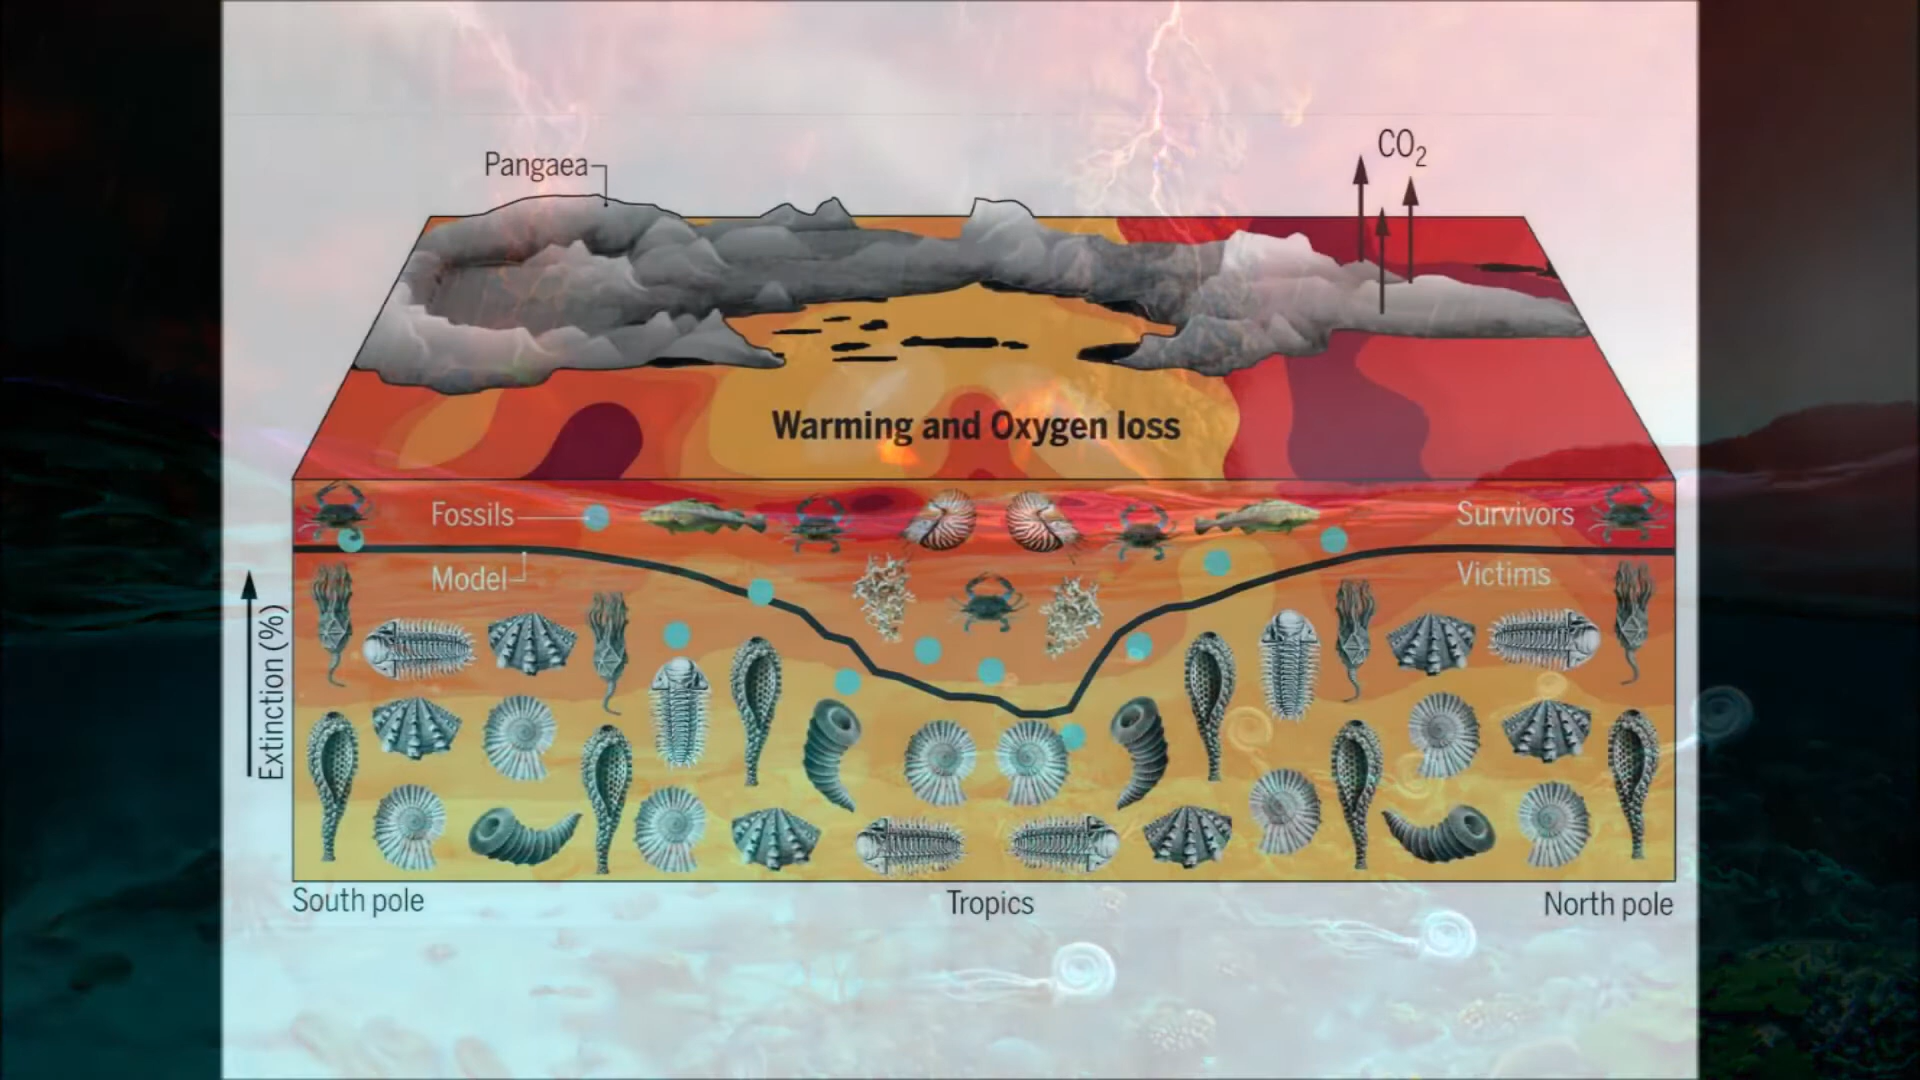 CO₂
Pangaea
Warming and Oxygen loss
Fossils
Survivors
Model
Victims
Extinction (%)
South pole
Tropics
North pole